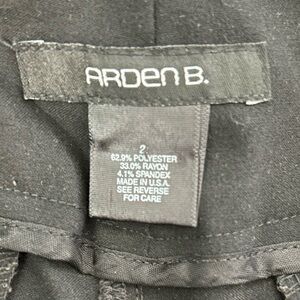 ARDEN B.
2
62.9% POLYESTER
33.0% RAYON
4.1% SPANDEX
MADE IN U.S.A.
SEE REVERSE
FOR CARE